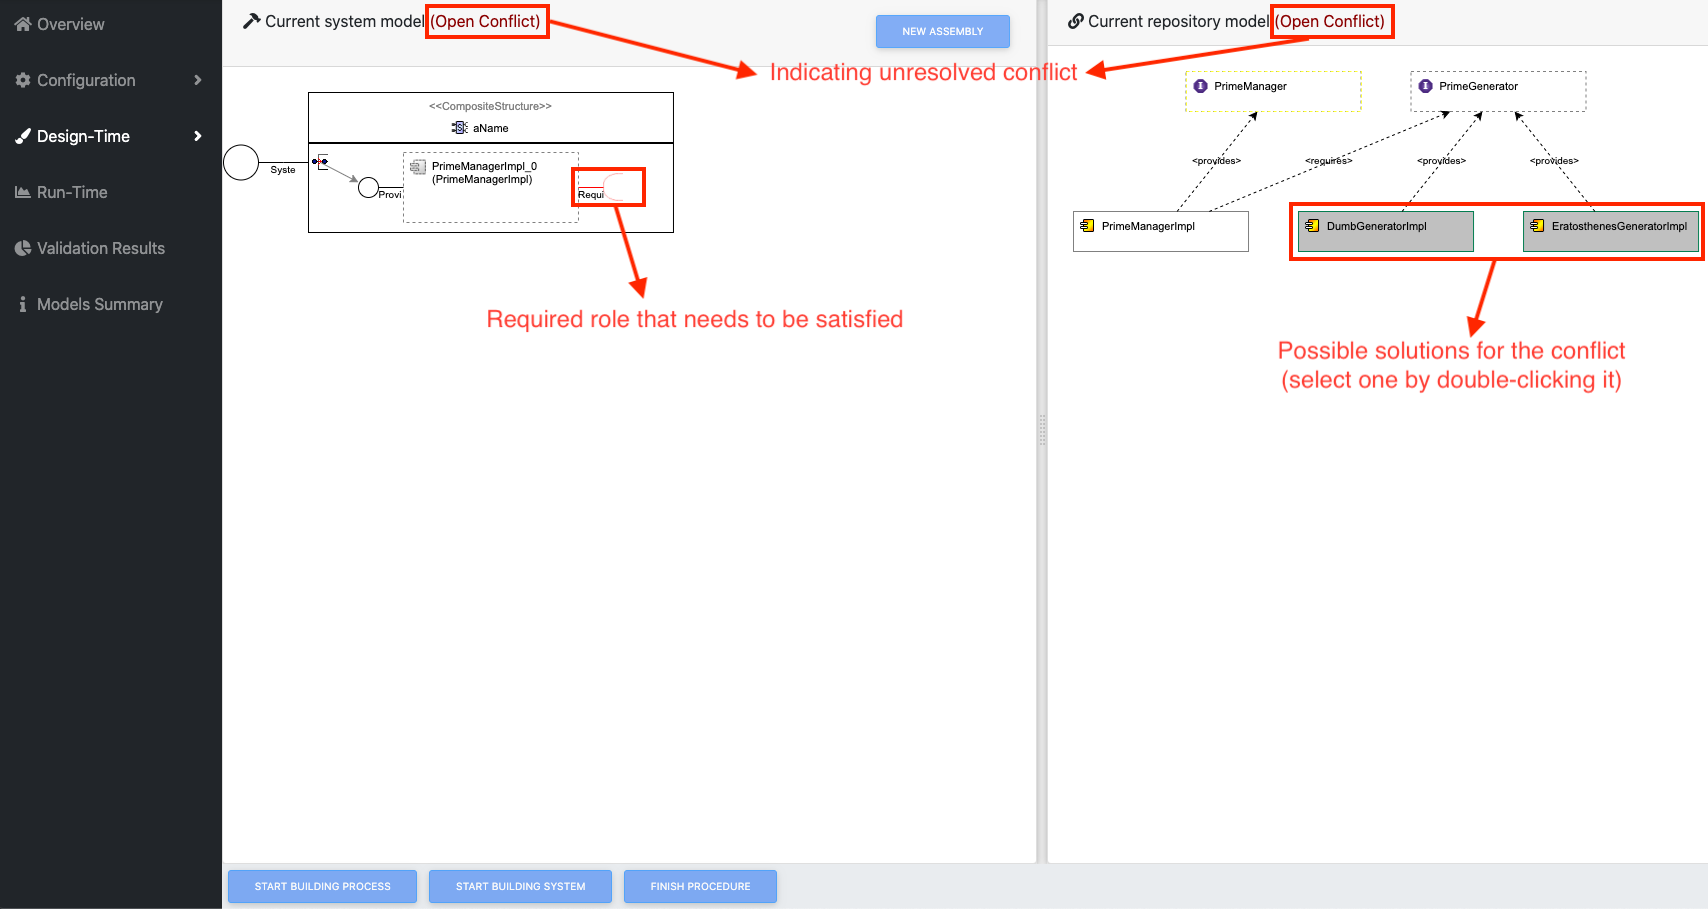 Overview
Configuration
Design-Time
Run-Time
Validation Results
Models Summary
Current system model (Open Conflict)
NEW ASSEMBLY
Current repository model (Open Conflict)
Indicating unresolved conflict
<<CompositeStructure>>
aName
Syste
PrimeManagerImpl_0
(PrimeManagerImpl)
Provi
Requi
Required role that needs to be satisfied
PrimeManager
PrimeGenerator
<provides>
<requires>
<provides>
<provides>
PrimeManagerImpl
DumbGeneratorImpl
EratosthenesGeneratorImpl
Possible solutions for the conflict
(select one by double-clicking it)
START BUILDING PROCESS
START BUILDING SYSTEM
FINISH PROCEDURE